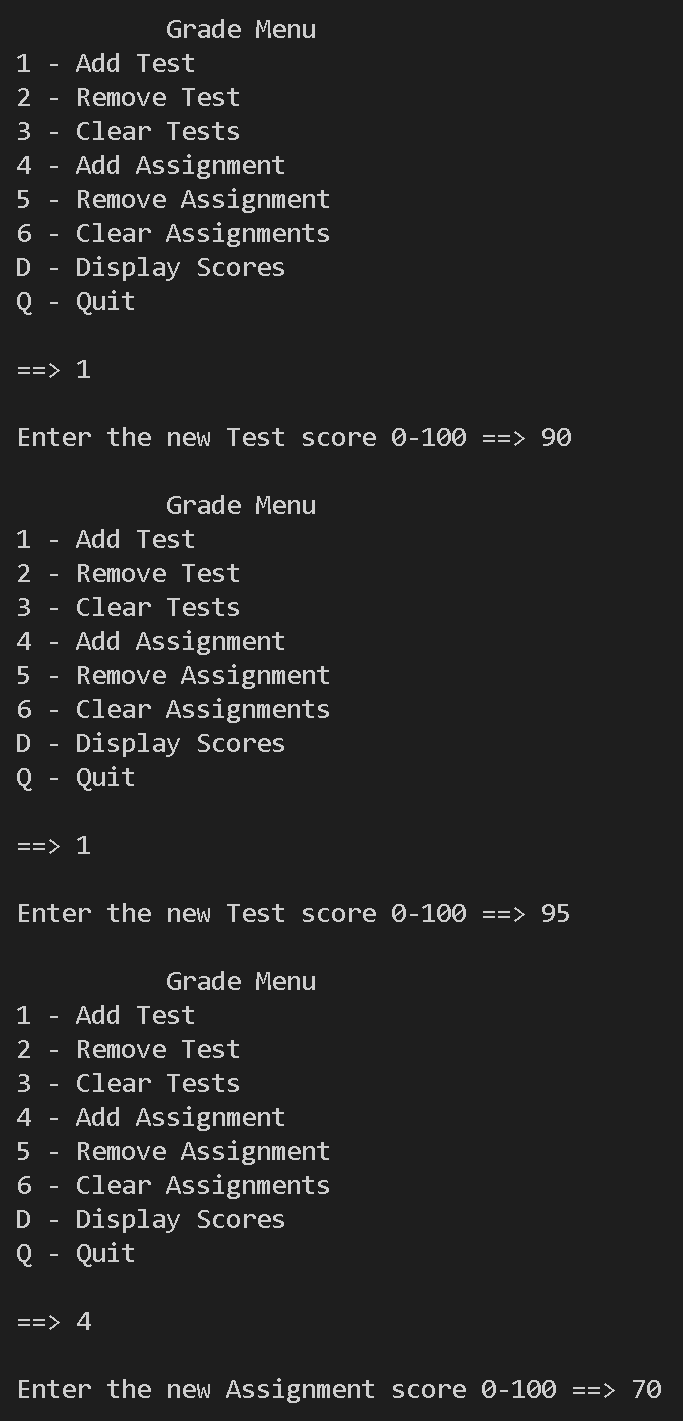 Grade Menu
1 - Add Test
2 - Remove Test
3 - Clear Tests
4 - Add Assignment
5 - Remove Assignment
6 - Clear Assignments
D - Display Scores
Q - Quit
==> 1
Enter the new Test score 0-100 ==> 90
Grade Menu
1 - Add Test
2 - Remove Test
3 - Clear Tests
4 - Add Assignment
5 - Remove Assignment
6 - Clear Assignments
D - Display Scores
Q - Quit
==> 1
Enter the new Test score 0-100 ==> 95
Grade Menu
1 - Add Test
2 - Remove Test
3 - Clear Tests
4 - Add Assignment
5 - Remove Assignment
6 - Clear Assignments
D - Display Scores
Q - Quit
==> 4
Enter the new Assignment score 0-100 ==> 70